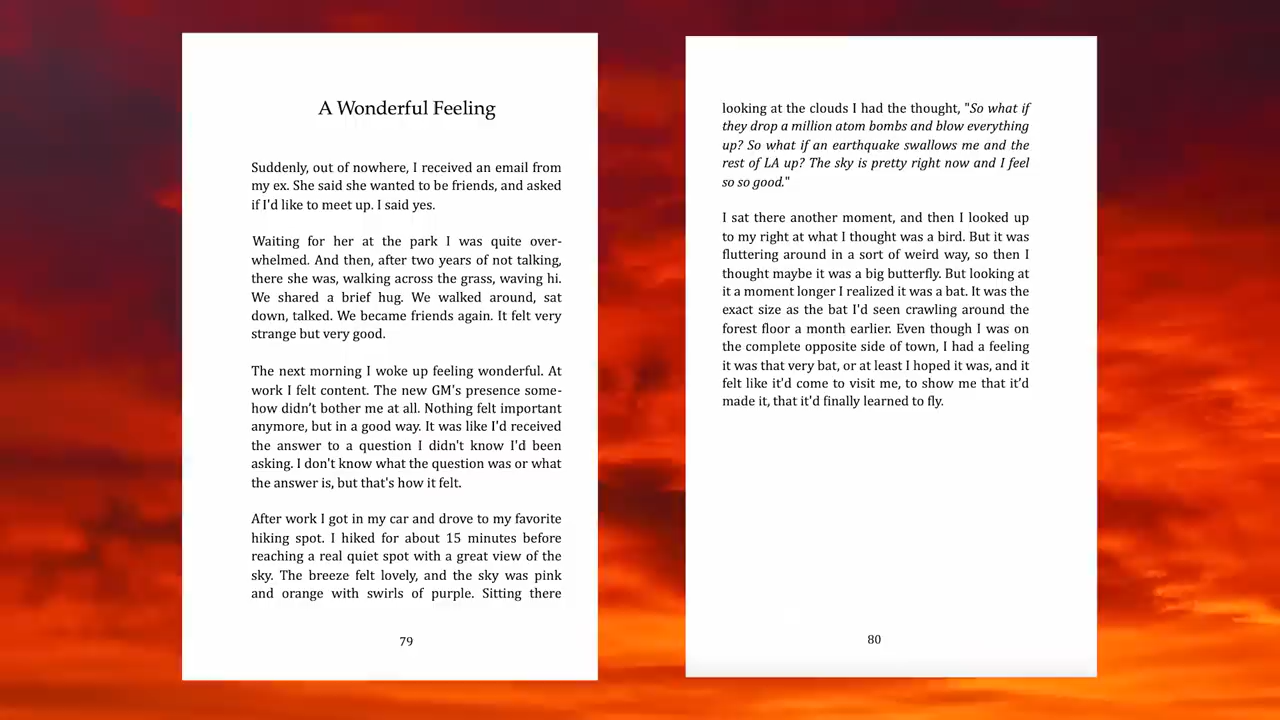 A Wonderful Feeling
Suddenly, out of nowhere, I received an email from
my ex. She said she wanted to be friends, and asked
if I'd like to meet up. I said yes.
Waiting for her at the park I was quite over-
whelmed. And then, after two years of not talking,
there she was, walking across the grass, waving hi.
We shared a brief hug. We walked around, sat
down, talked. We became friends again. It felt very
strange but very good.
The next morning I woke up feeling wonderful. At
work I felt content. The new GM's presence some-
how didn't bother me at all. Nothing felt important
anymore, but in a good way. It was like I'd received
the answer to a question I didn't know I'd been
asking. I don't know what the question was or what
the answer is, but that's how it felt.
After work I got in my car and drove to my favorite
hiking spot. I hiked for about 15 minutes before
reaching a real quiet spot with a great view of the
sky. The breeze felt lovely, and the sky was pink
and orange with swirls of purple. Sitting there
79
looking at the clouds I had the thought, "So what if
they drop a million atom bombs and blow everything
up? So what if an earthquake swallows me and the
rest of LA up? The sky is pretty right now and I feel
so so good."
I sat there another moment, and then I looked up
to my right at what I thought was a bird. But it was
fluttering around in a sort of weird way, so then I
thought maybe it was a big butterfly. But looking at
it a moment longer I realized it was a bat. It was the
exact size as the bat I'd seen crawling around the
forest floor a month earlier. Even though I was on
the complete opposite side of town, I had a feeling
it was that very bat, or at least I hoped it was, and it
felt like it'd come to visit me, to show me that it'd
made it, that it'd finally learned to fly.
80